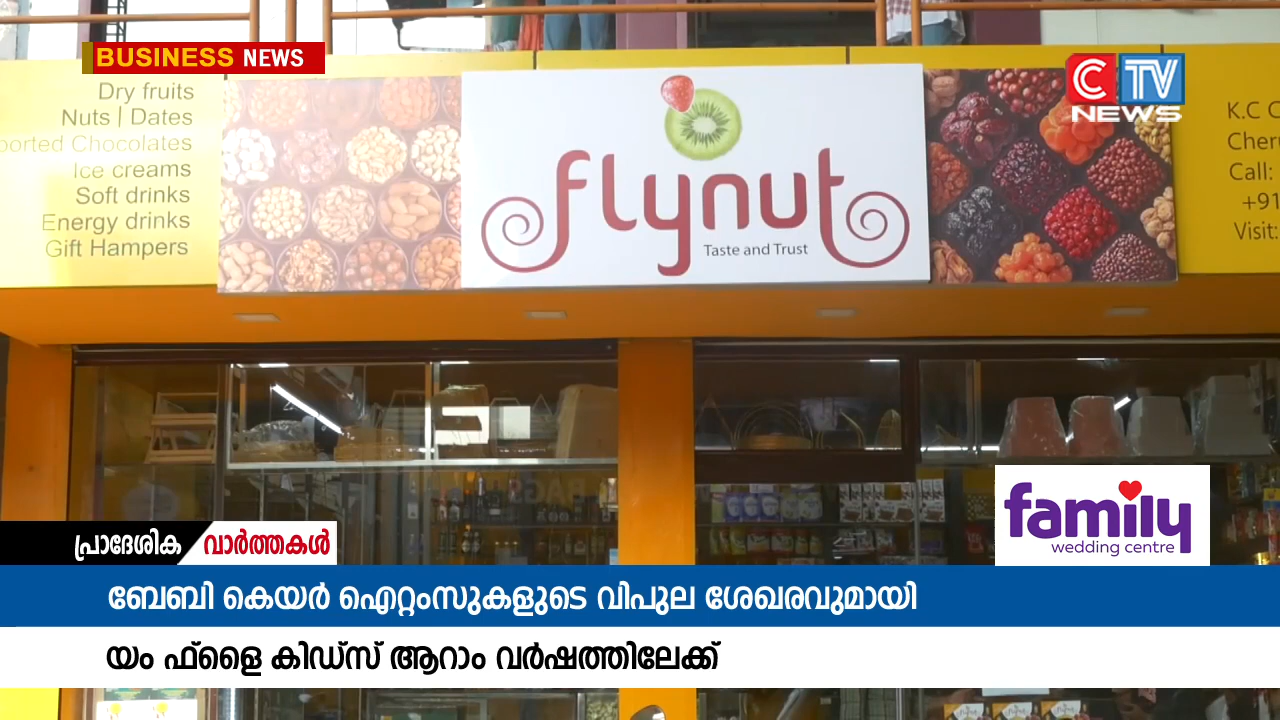 BUSINESS NEWS
CTV
NEWS
Dry fruits
Nuts | Dates
ported Chocolates
Ice creams
Soft drinks
Energy drinks
Gift Hampers
flynut
Taste and Trust
K.C C
Cher
Call:
+91
Visit:
family
wedding centre
പ്രാദേശിക വാർത്തകൾ
ബേബി കെയർ ഐറ്റംസുകളുടെ വിപുല ശേഖരവുമായി
യം ഫ്ളൈ കിഡ്സ് ആറാം വർഷത്തിലേക്ക്